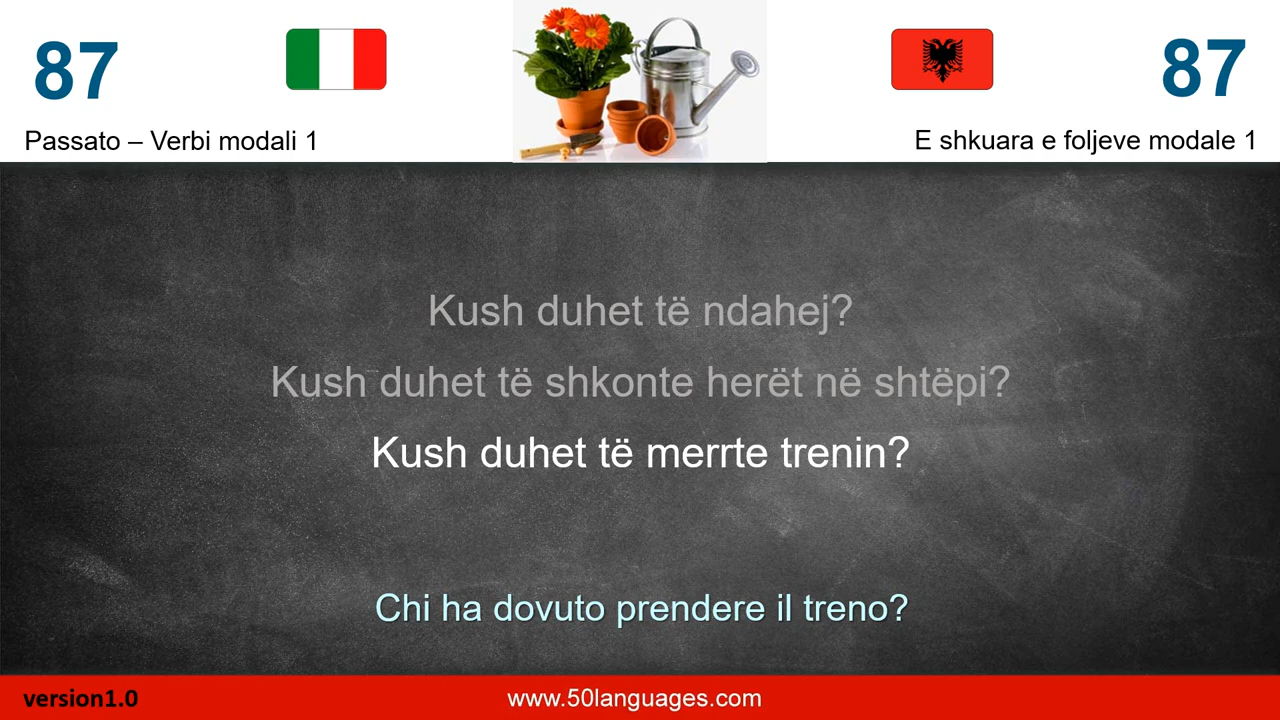 87
87
Passato – Verbi modali 1
E shkuara e foljeve modale 1
Kush duhet të ndahej?
Kush duhet të shkonte herët në shtëpi?
Kush duhet të merrte trenin?
Chi ha dovuto prendere il treno?
version1.0
www.50languages.com